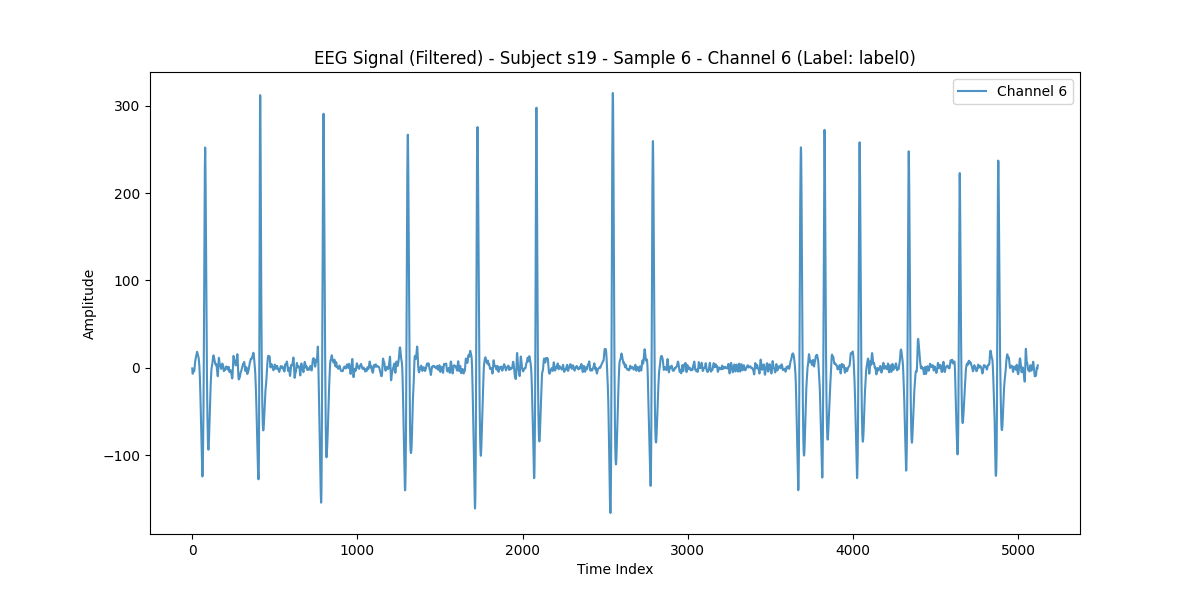 EEG Signal (Filtered) - Subject s19 - Sample 6 - Channel 6 (Label: label0)
Channel 6
300
200
100
0
−100
Amplitude
0 1000 2000 3000 4000 5000
Time Index